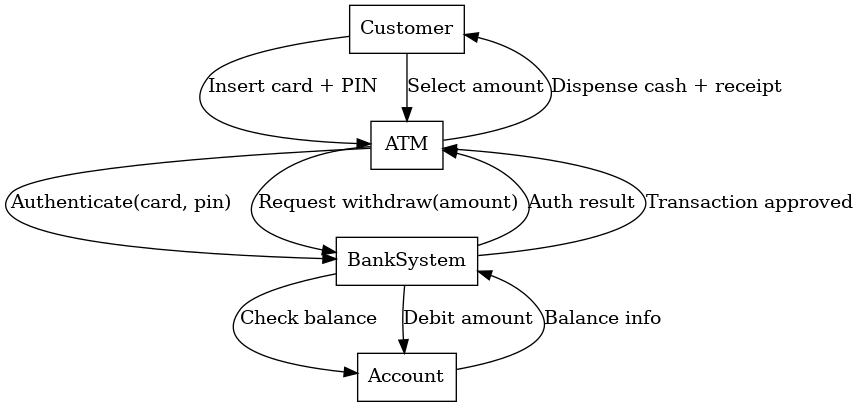 Customer
Insert card + PIN
Select amount
Dispense cash + receipt
ATM
Authenticate(card, pin)
Request withdraw(amount)
Auth result
Transaction approved
BankSystem
Check balance
Debit amount
Balance info
Account